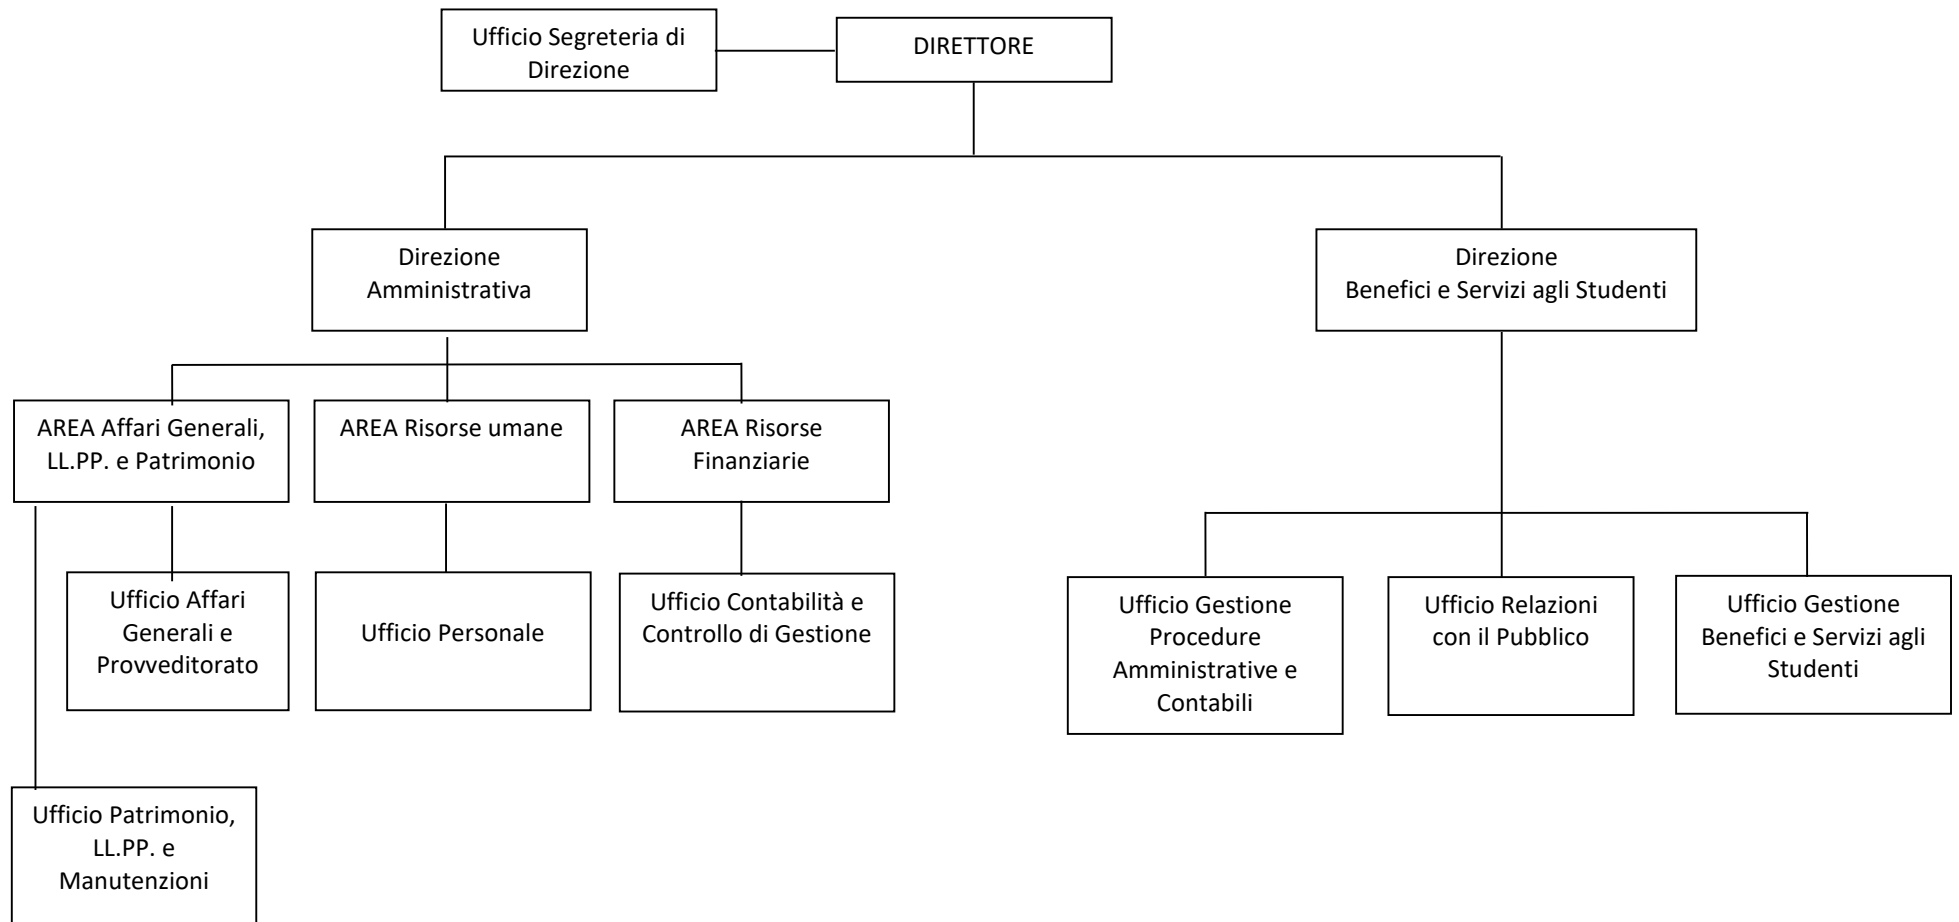 Ufficio Segreteria di
Direzione
DIRETTORE
Direzione
Amministrativa
Direzione
Benefici e Servizi agli Studenti
AREA Affari Generali,
LL.PP. e Patrimonio
AREA Risorse umane
AREA Risorse
Finanziarie
Ufficio Affari
Generali e
Provveditorato
Ufficio Personale
Ufficio Contabilità e
Controllo di Gestione
Ufficio Gestione
Procedure
Amministrative e
Contabili
Ufficio Relazioni
con il Pubblico
Ufficio Gestione
Benefici e Servizi agli
Studenti
Ufficio Patrimonio,
LL.PP. e
Manutenzioni